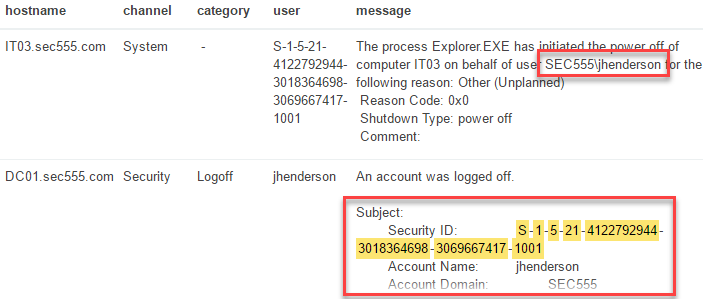 hostname channel category user message
IT03.sec555.com System - S-1-5-21- The process Explorer.EXE has initiated the power off of
4122792944- computer IT03 on behalf of user SEC555\jhenderson for the
3018364698- following reason: Other (Unplanned)
3069667417- Reason Code: 0x0
1001 Shutdown Type: power off
Comment:
DC01.sec555.com Security Logoff jhenderson An account was logged off.
Subject:
Security ID: S-1-5-21-4122792944-
3018364698-3069667417-1001
Account Name: jhenderson
Account Domain: SEC555